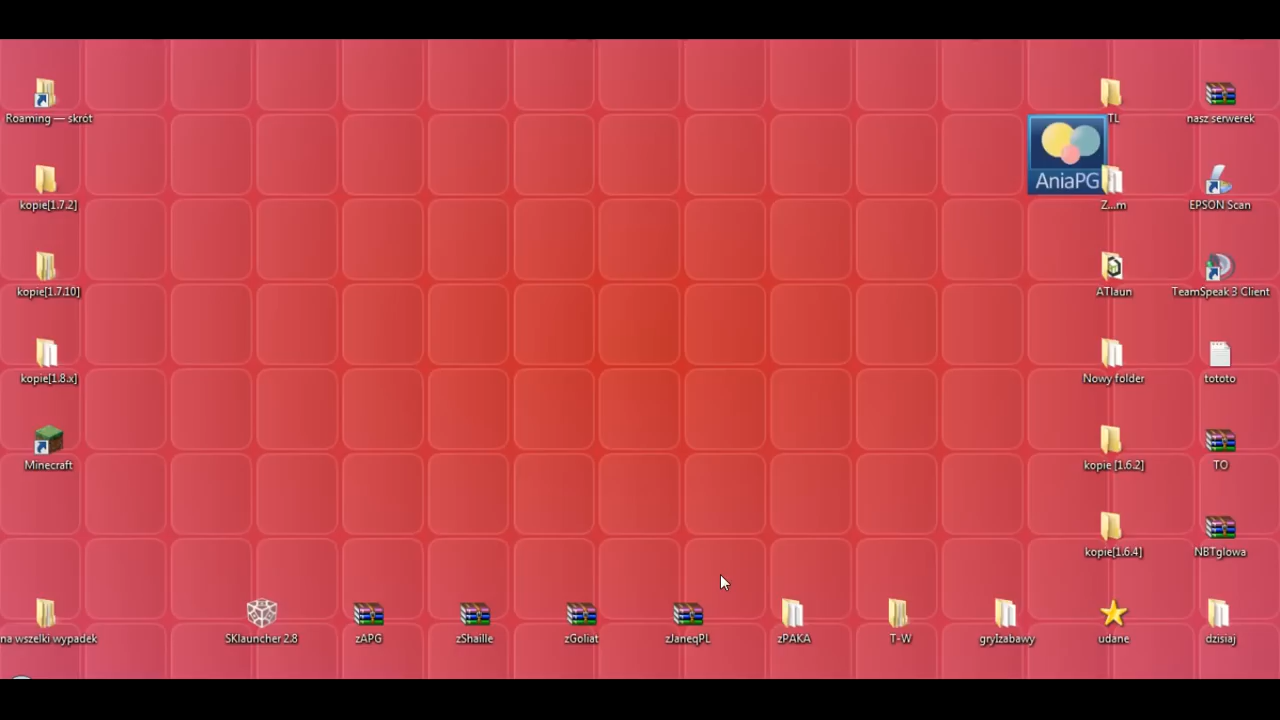 Roaming — skrót
TL
nasz serwerek
AniaPG
kopie[1.7.2]
Z...m
EPSON Scan
kopie[1.7.10]
ATlaun
TeamSpeak 3 Client
kopie[1.8.x]
Nowy folder
tototo
Minecraft
kopie [1.6.2]
TO
kopie[1.6.4]
NBTglowa
na wszelki wypadek
SKlauncher 2.8
zAPG
zShaille
zGoliat
zJaneqPL
zPAKA
T-W
gryIzabawy
udane
dzisiaj